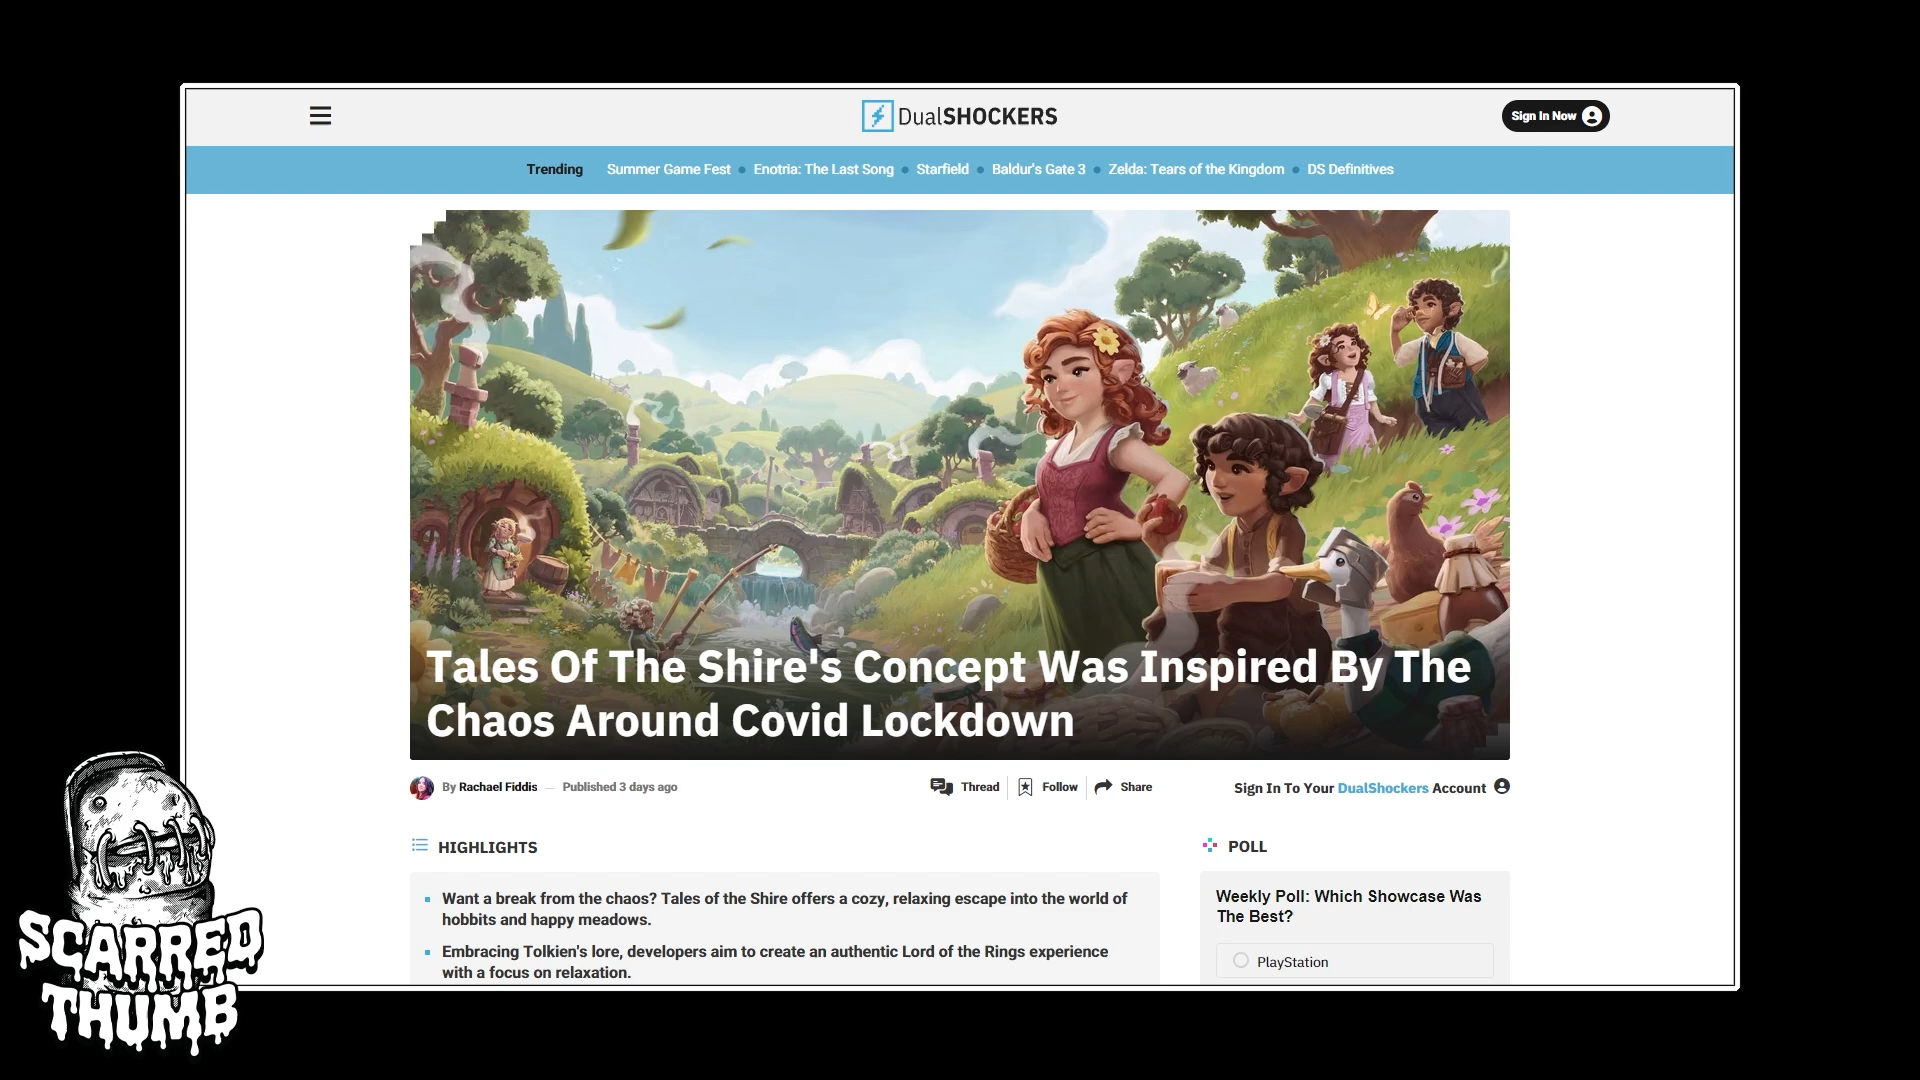 DualSHOCKERS
Sign In Now
Trending Summer Game Fest Enotria: The Last Song Starfield Baldur's Gate 3 Zelda: Tears of the Kingdom DS Definitives
Tales Of The Shire's Concept Was Inspired By The
Chaos Around Covid Lockdown
By Rachael Fiddis — Published 3 days ago
Thread Follow Share
Sign In To Your DualShockers Account
HIGHLIGHTS
Want a break from the chaos? Tales of the Shire offers a cozy, relaxing escape into the world of
hobbits and happy meadows.
Embracing Tolkien's lore, developers aim to create an authentic Lord of the Rings experience
with a focus on relaxation.
POLL
Weekly Poll: Which Showcase Was
The Best?
PlayStation
SCARRED
THUMB